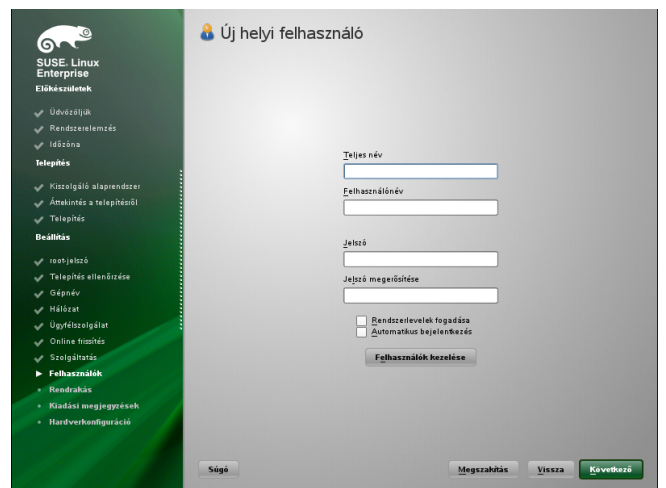 SUSE. Linux
Enterprise
Előkészületek
Üdvözöljük
Rendszerelemzés
Időzóna
Telepítés
Kiszolgáló alaprendszer
Áttekintés a telepítésről
Telepítés
Beállítás
root-jelszó
Telepítés ellenőrzése
Gépnév
Hálózat
Ügyfélszolgálat
Online frissítés
Szolgáltatás
Felhasználók
Rendrakás
Kiadási megjegyzések
Hardverkonfiguráció
Új helyi felhasználó
Teljes név
Felhasználónév
Jelszó
Jelszó megerősítése
Rendszerlevelek fogadása
Automatikus bejelentkezés
Felhasználók kezelése
Súgó
Megszakítás
Vissza
Következő